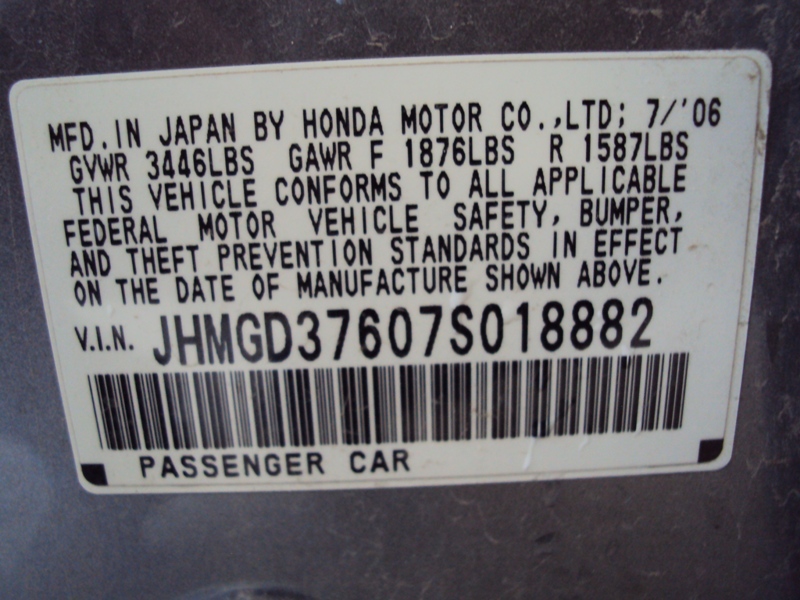 MFD.IN JAPAN BY HONDA MOTOR CO.,LTD; 7/'06
GVWR 3446LBS GAWR F 1876LBS R 1587LBS
THIS VEHICLE CONFORMS TO ALL APPLICABLE
FEDERAL MOTOR VEHICLE SAFETY, BUMPER,
AND THEFT PREVENTION STANDARDS IN EFFECT
ON THE DATE OF MANUFACTURE SHOWN ABOVE.
V.I.N. JHMGD37607S018882
PASSENGER CAR